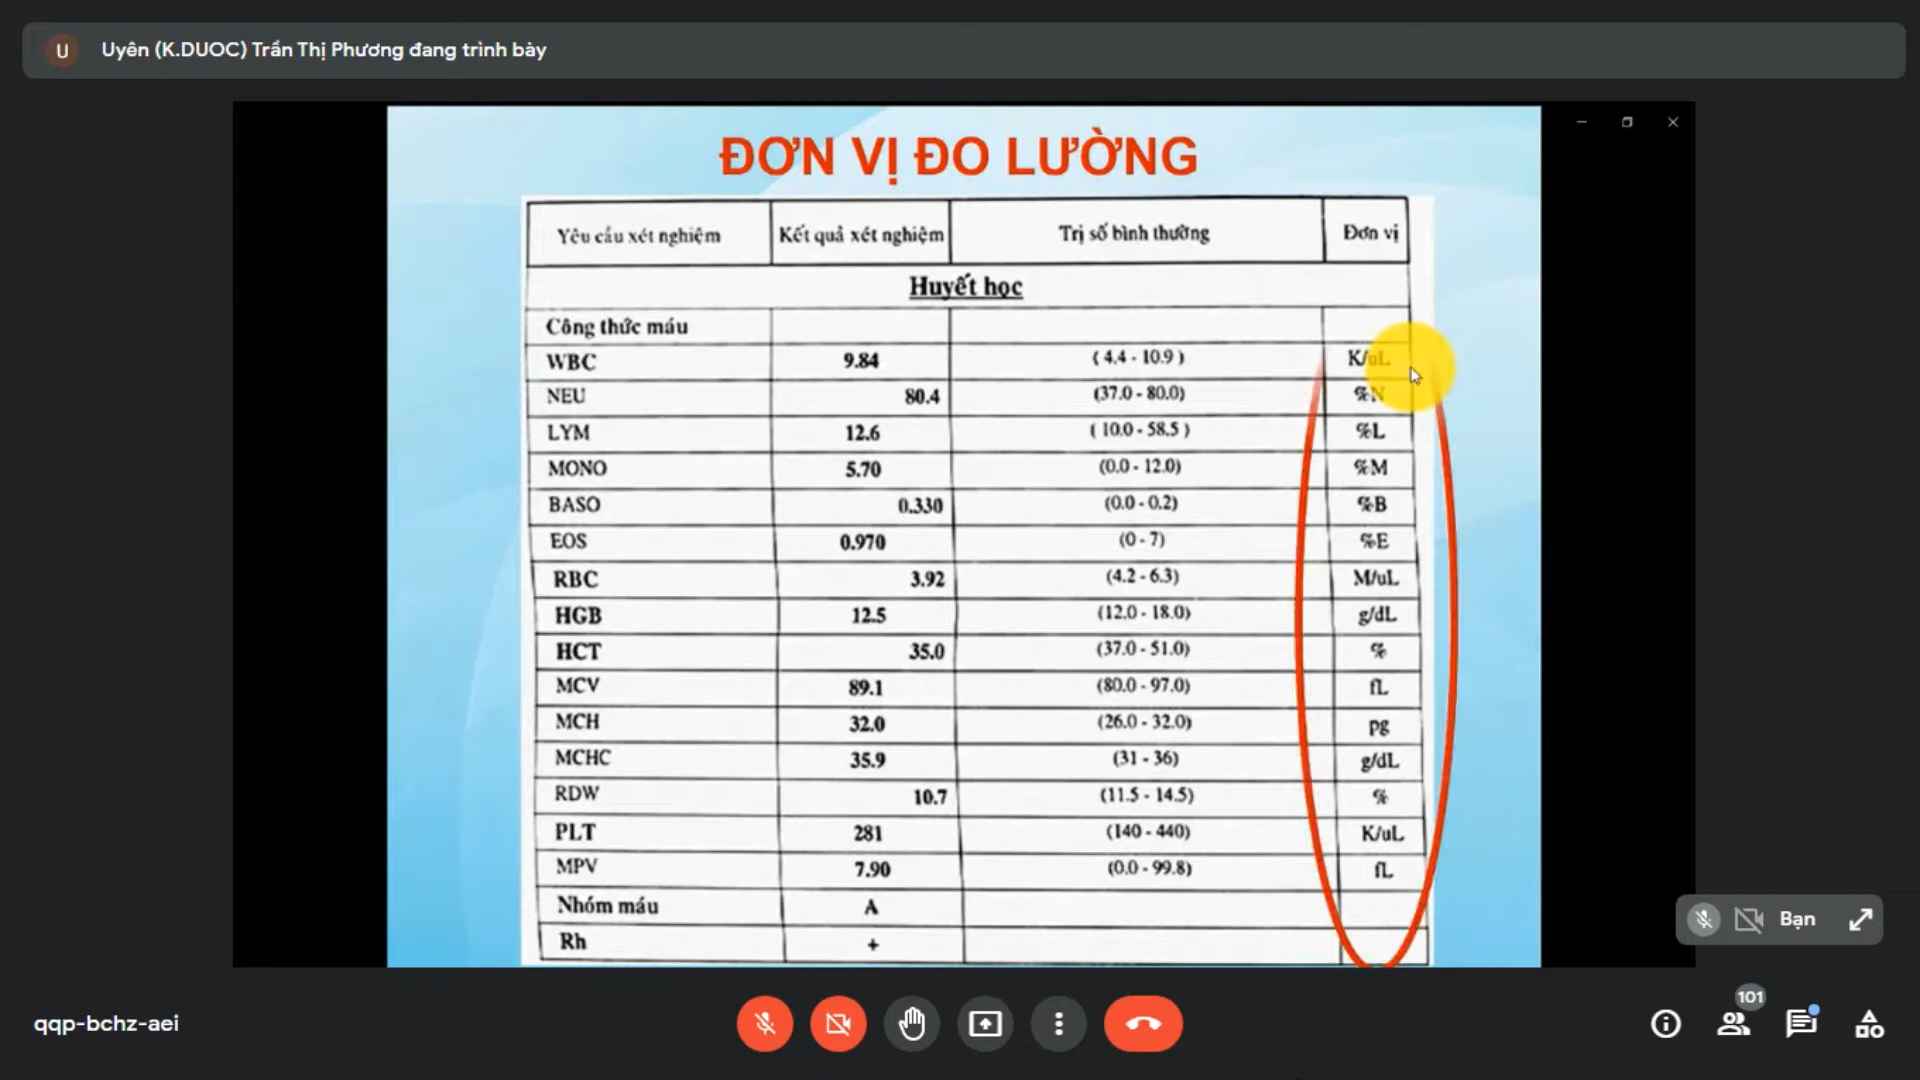 U Uyên (K.DUOC) Trần Thị Phương đang trình bày
ĐƠN VỊ ĐO LƯỜNG
Yêu cầu xét nghiệm Kết quả xét nghiệm Trị số bình thường Đơn vị
Huyết học
Công thức máu
WBC 9.84 ( 4.4 - 10.9 ) K/uL
NEU 80.4 (37.0 - 80.0) %N
LYM 12.6 ( 10.0 - 58.5 ) %L
MONO 5.70 (0.0 - 12.0) %M
BASO 0.330 (0.0 - 0.2) %B
EOS 0.970 (0 - 7) %E
RBC 3.92 (4.2 - 6.3) M/uL
HGB 12.5 (12.0 - 18.0) g/dL
HCT 35.0 (37.0 - 51.0) %
MCV 89.1 (80.0 - 97.0) fL
MCH 32.0 (26.0 - 32.0) pg
MCHC 35.9 (31 - 36) g/dL
RDW 10.7 (11.5 - 14.5) %
PLT 281 (140 - 440) K/uL
MPV 7.90 (0.0 - 99.8) fL
Nhóm máu A
Rh +
Bạn
qqp-bchz-aei
101